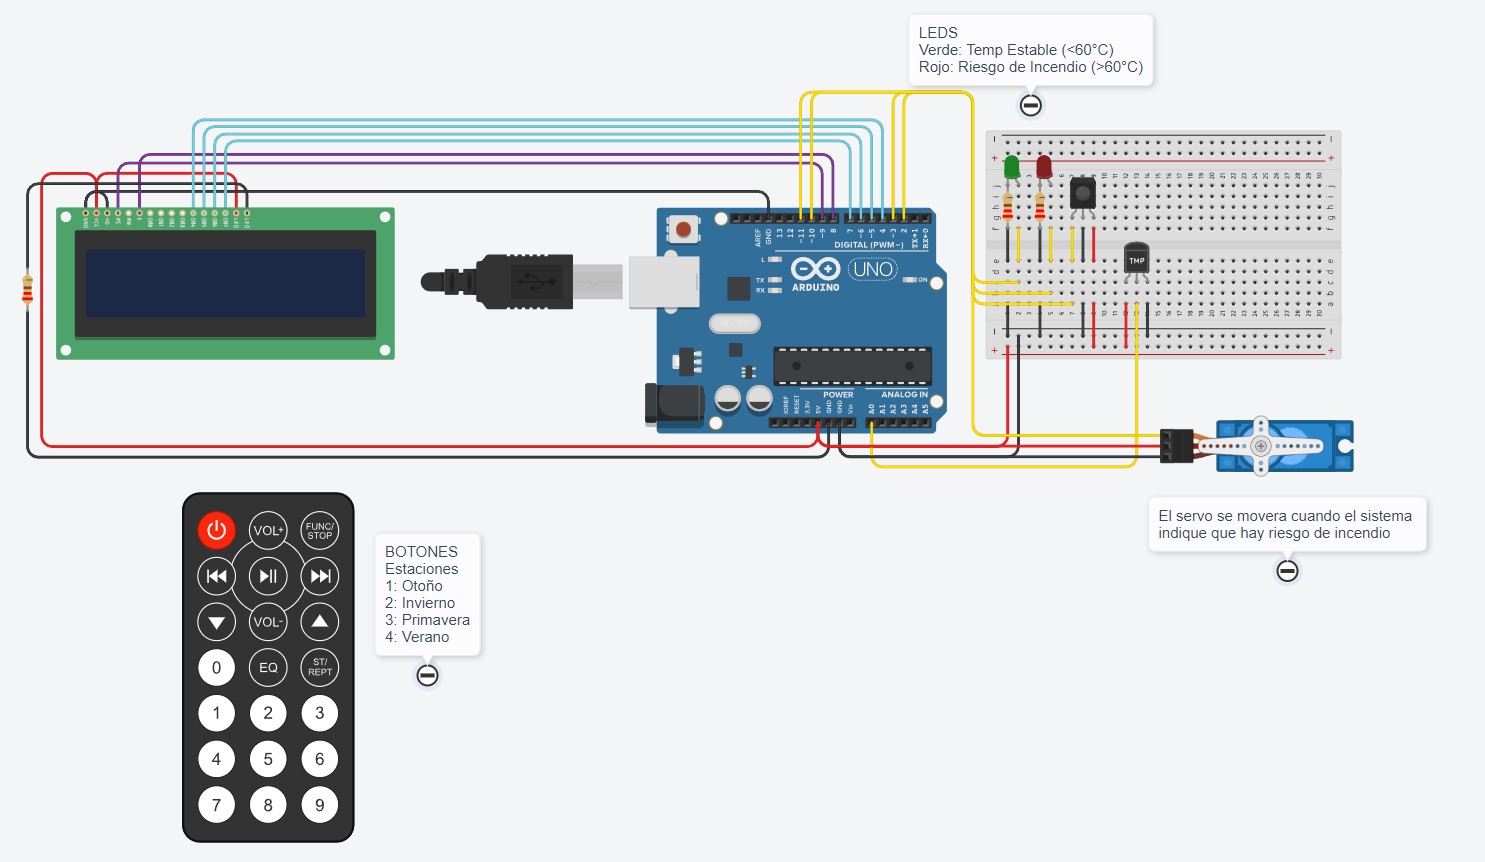 LEDS
Verde: Temp Estable (<60°C)
Rojo: Riesgo de Incendio (>60°C)
AREF
GND
13
12
~11
~10
~9
8
7
~6
~5
4
~3
2
TX→1
RX←0
DIGITAL (PWM~)
L
TX
RX
ARDUINO
UNO
ON
POWER
ANALOG IN
IOREF
RESET
3.3V
5V
GND
GND
Vin
A0
A1
A2
A3
A4
A5
TMP
El servo se movera cuando el sistema
indique que hay riesgo de incendio
BOTONES
Estaciones
1: Otoño
2: Invierno
3: Primavera
4: Verano
VOL+
FUNC/
STOP
VOL-
0
EQ
ST/
REPT
1 2 3
4 5 6
7 8 9